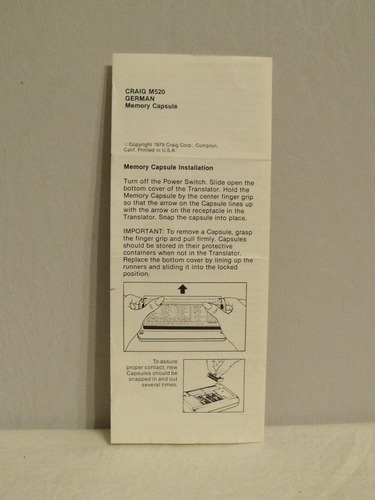 CRAIG M520
GERMAN
Memory Capsule
©Copyright 1979 Craig Corp., Compton,
Calif. Printed in U.S.A.
Memory Capsule Installation
Turn off the Power Switch. Slide open the
bottom cover of the Translator. Hold the
Memory Capsule by the center finger grip
so that the arrow on the Capsule lines up
with the arrow on the receptacle in the
Translator. Snap the capsule into place.
IMPORTANT: To remove a Capsule, grasp
the finger grip and pull firmly. Capsules
should be stored in their protective
containers when not in the Translator.
Replace the bottom cover by lining up the
runners and sliding it into the locked
position.
To assure
proper contact, new
Capsules should be
snapped in and out
several times.